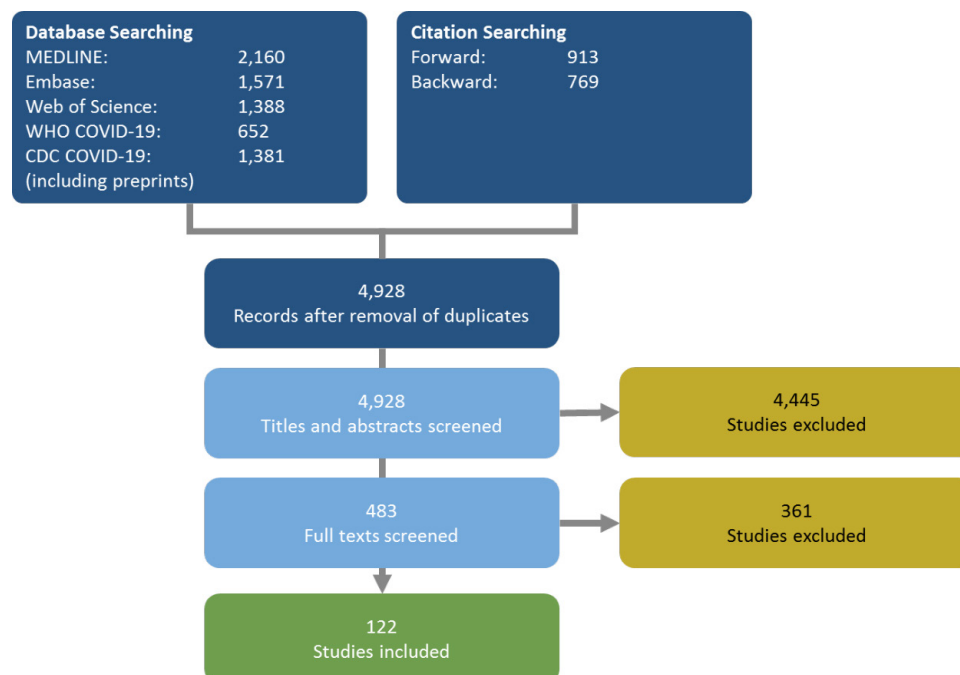 Database Searching
MEDLINE: 2,160
Embase: 1,571
Web of Science: 1,388
WHO COVID-19: 652
CDC COVID-19: 1,381
(including preprints)
Citation Searching
Forward: 913
Backward: 769
4,928
Records after removal of duplicates
4,928
Titles and abstracts screened
4,445
Studies excluded
483
Full texts screened
361
Studies excluded
122
Studies included